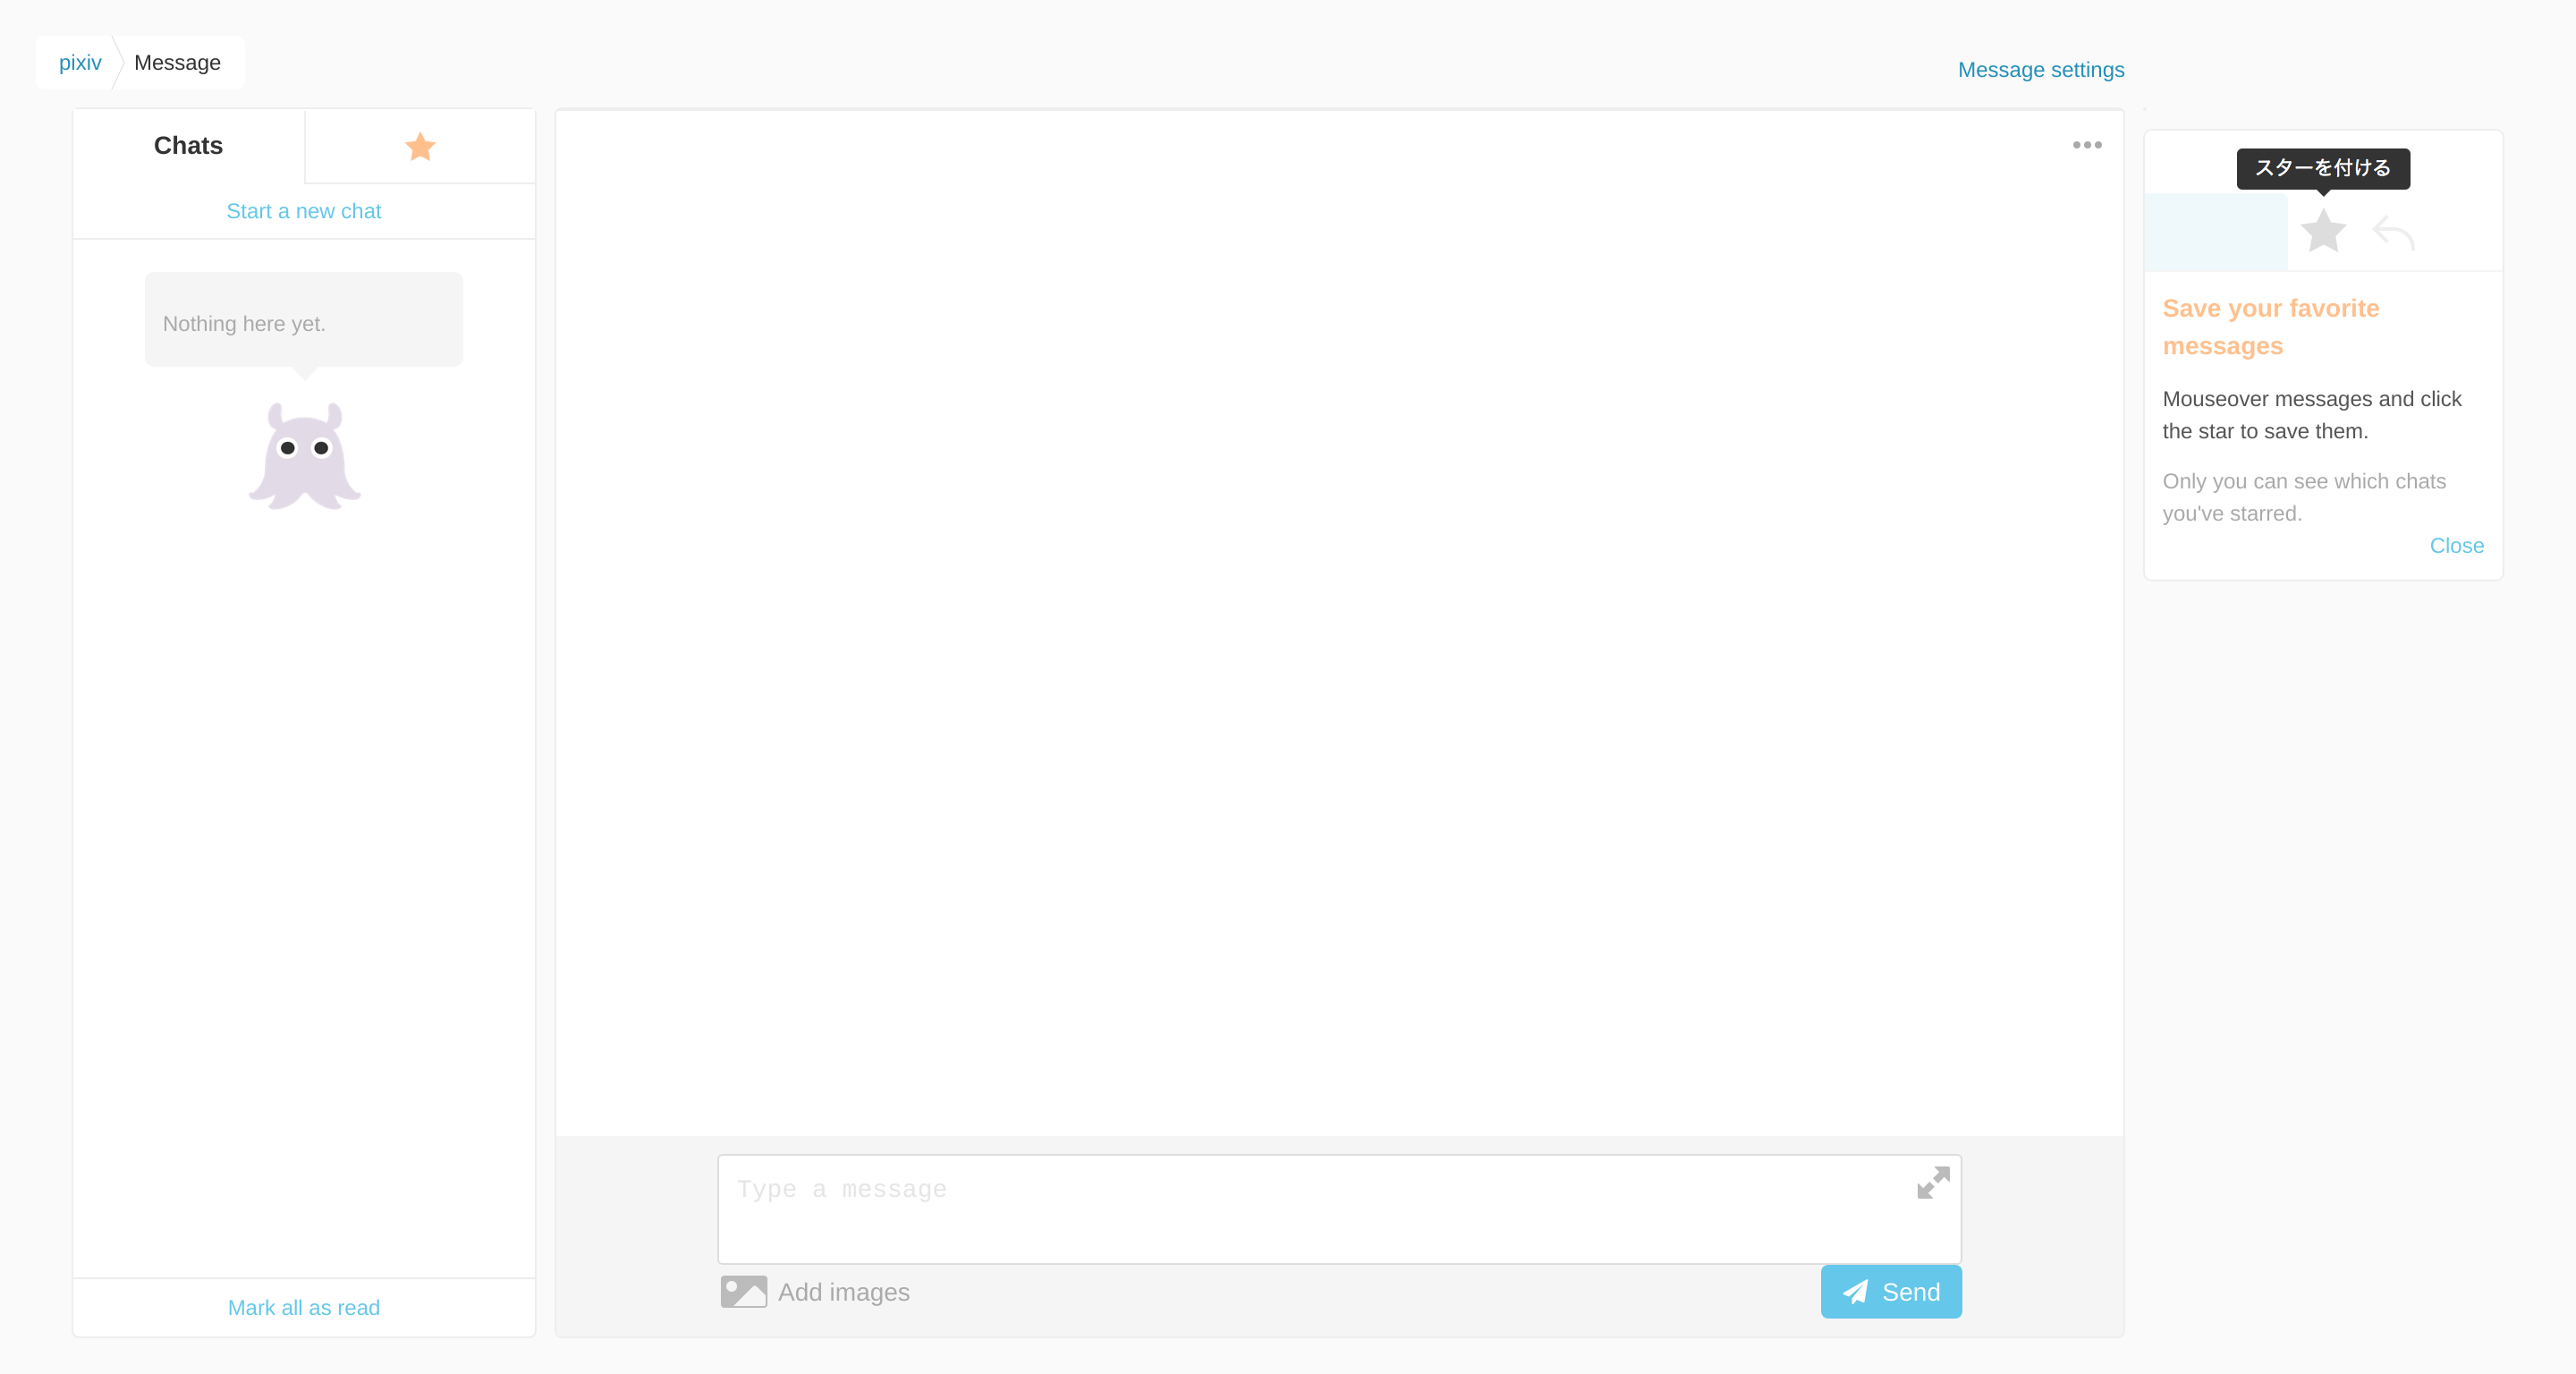 pixiv
Message
Message settings
Chats
Start a new chat
Nothing here yet.
Mark all as read
Type a message
Add images
Send
スターを付ける
Save your favorite
messages
Mouseover messages and click
the star to save them.
Only you can see which chats
you've starred.
Close